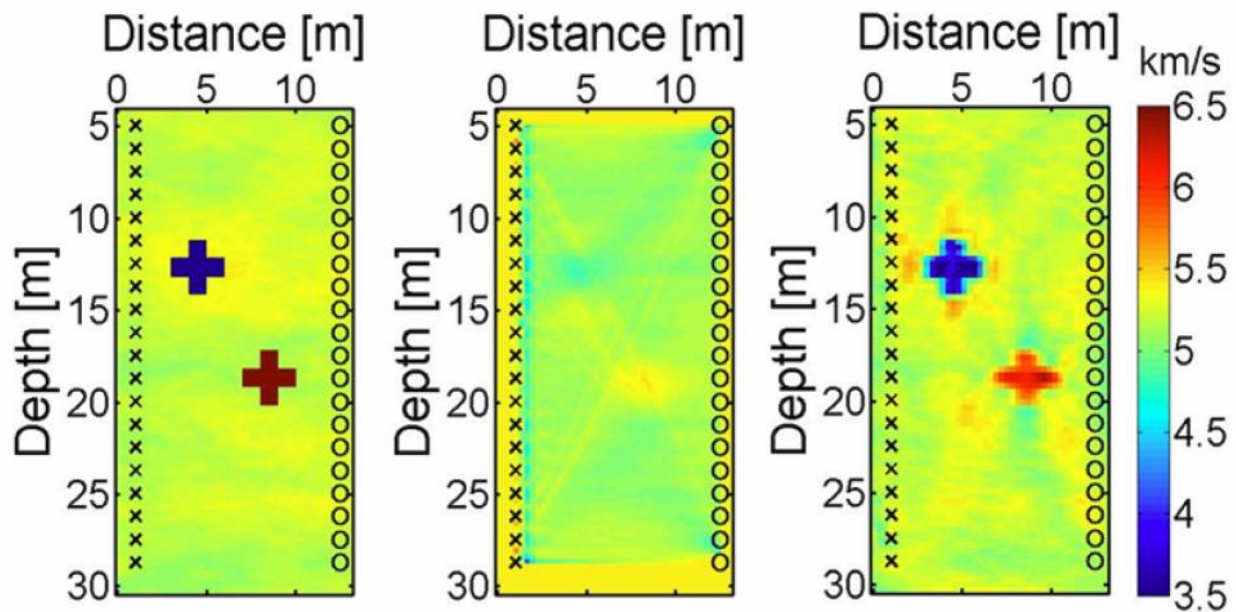 Distance [m] Distance [m] Distance [m]
0 5 10 0 5 10 0 5 10 km/s
5 5 5 6.5
10 10 10 6
Depth [m] Depth [m] Depth [m]
15 15 15 5.5
5
20 20 20
4.5
25 25 25
4
30 30 30 3.5